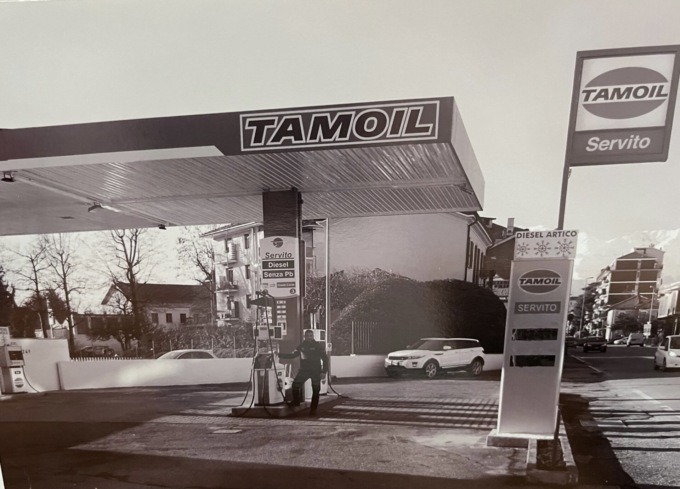 TAMOIL
TAMOIL
Servito
Servito
Diesel
Senza Pb
DIESEL ARTICO
TAMOIL
SERVITO